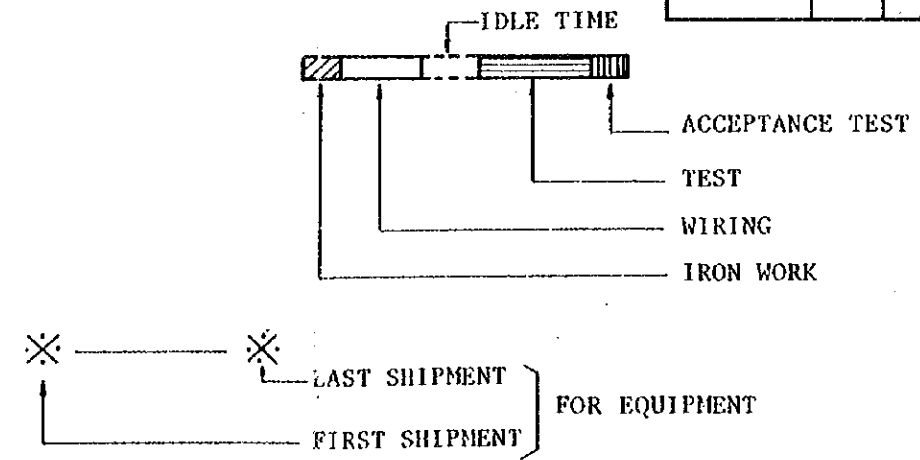 IDLE TIME
ACCEPTANCE TEST
TEST
WIRING
IRON WORK
※ ※
LAST SHIPMENT
FOR EQUIPMENT
FIRST SHIPMENT